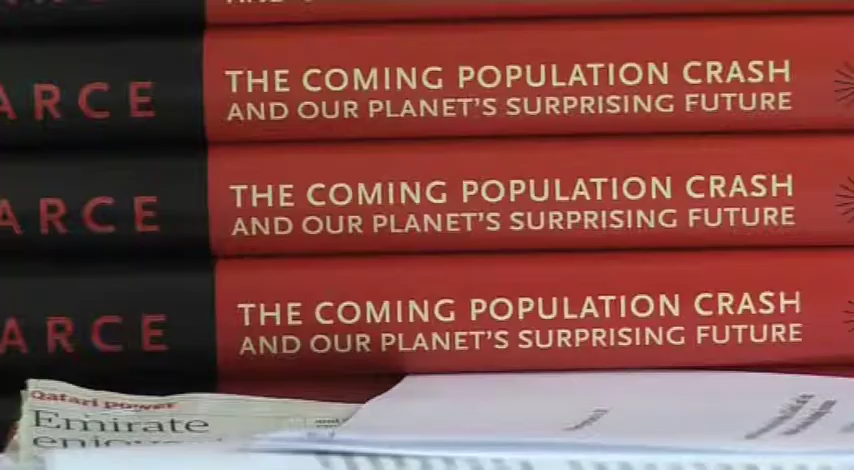 ARCE
THE COMING POPULATION CRASH
AND OUR PLANET'S SURPRISING FUTURE
ARCE
THE COMING POPULATION CRASH
AND OUR PLANET'S SURPRISING FUTURE
ARCE
THE COMING POPULATION CRASH
AND OUR PLANET'S SURPRISING FUTURE
Qatari power
Emirate